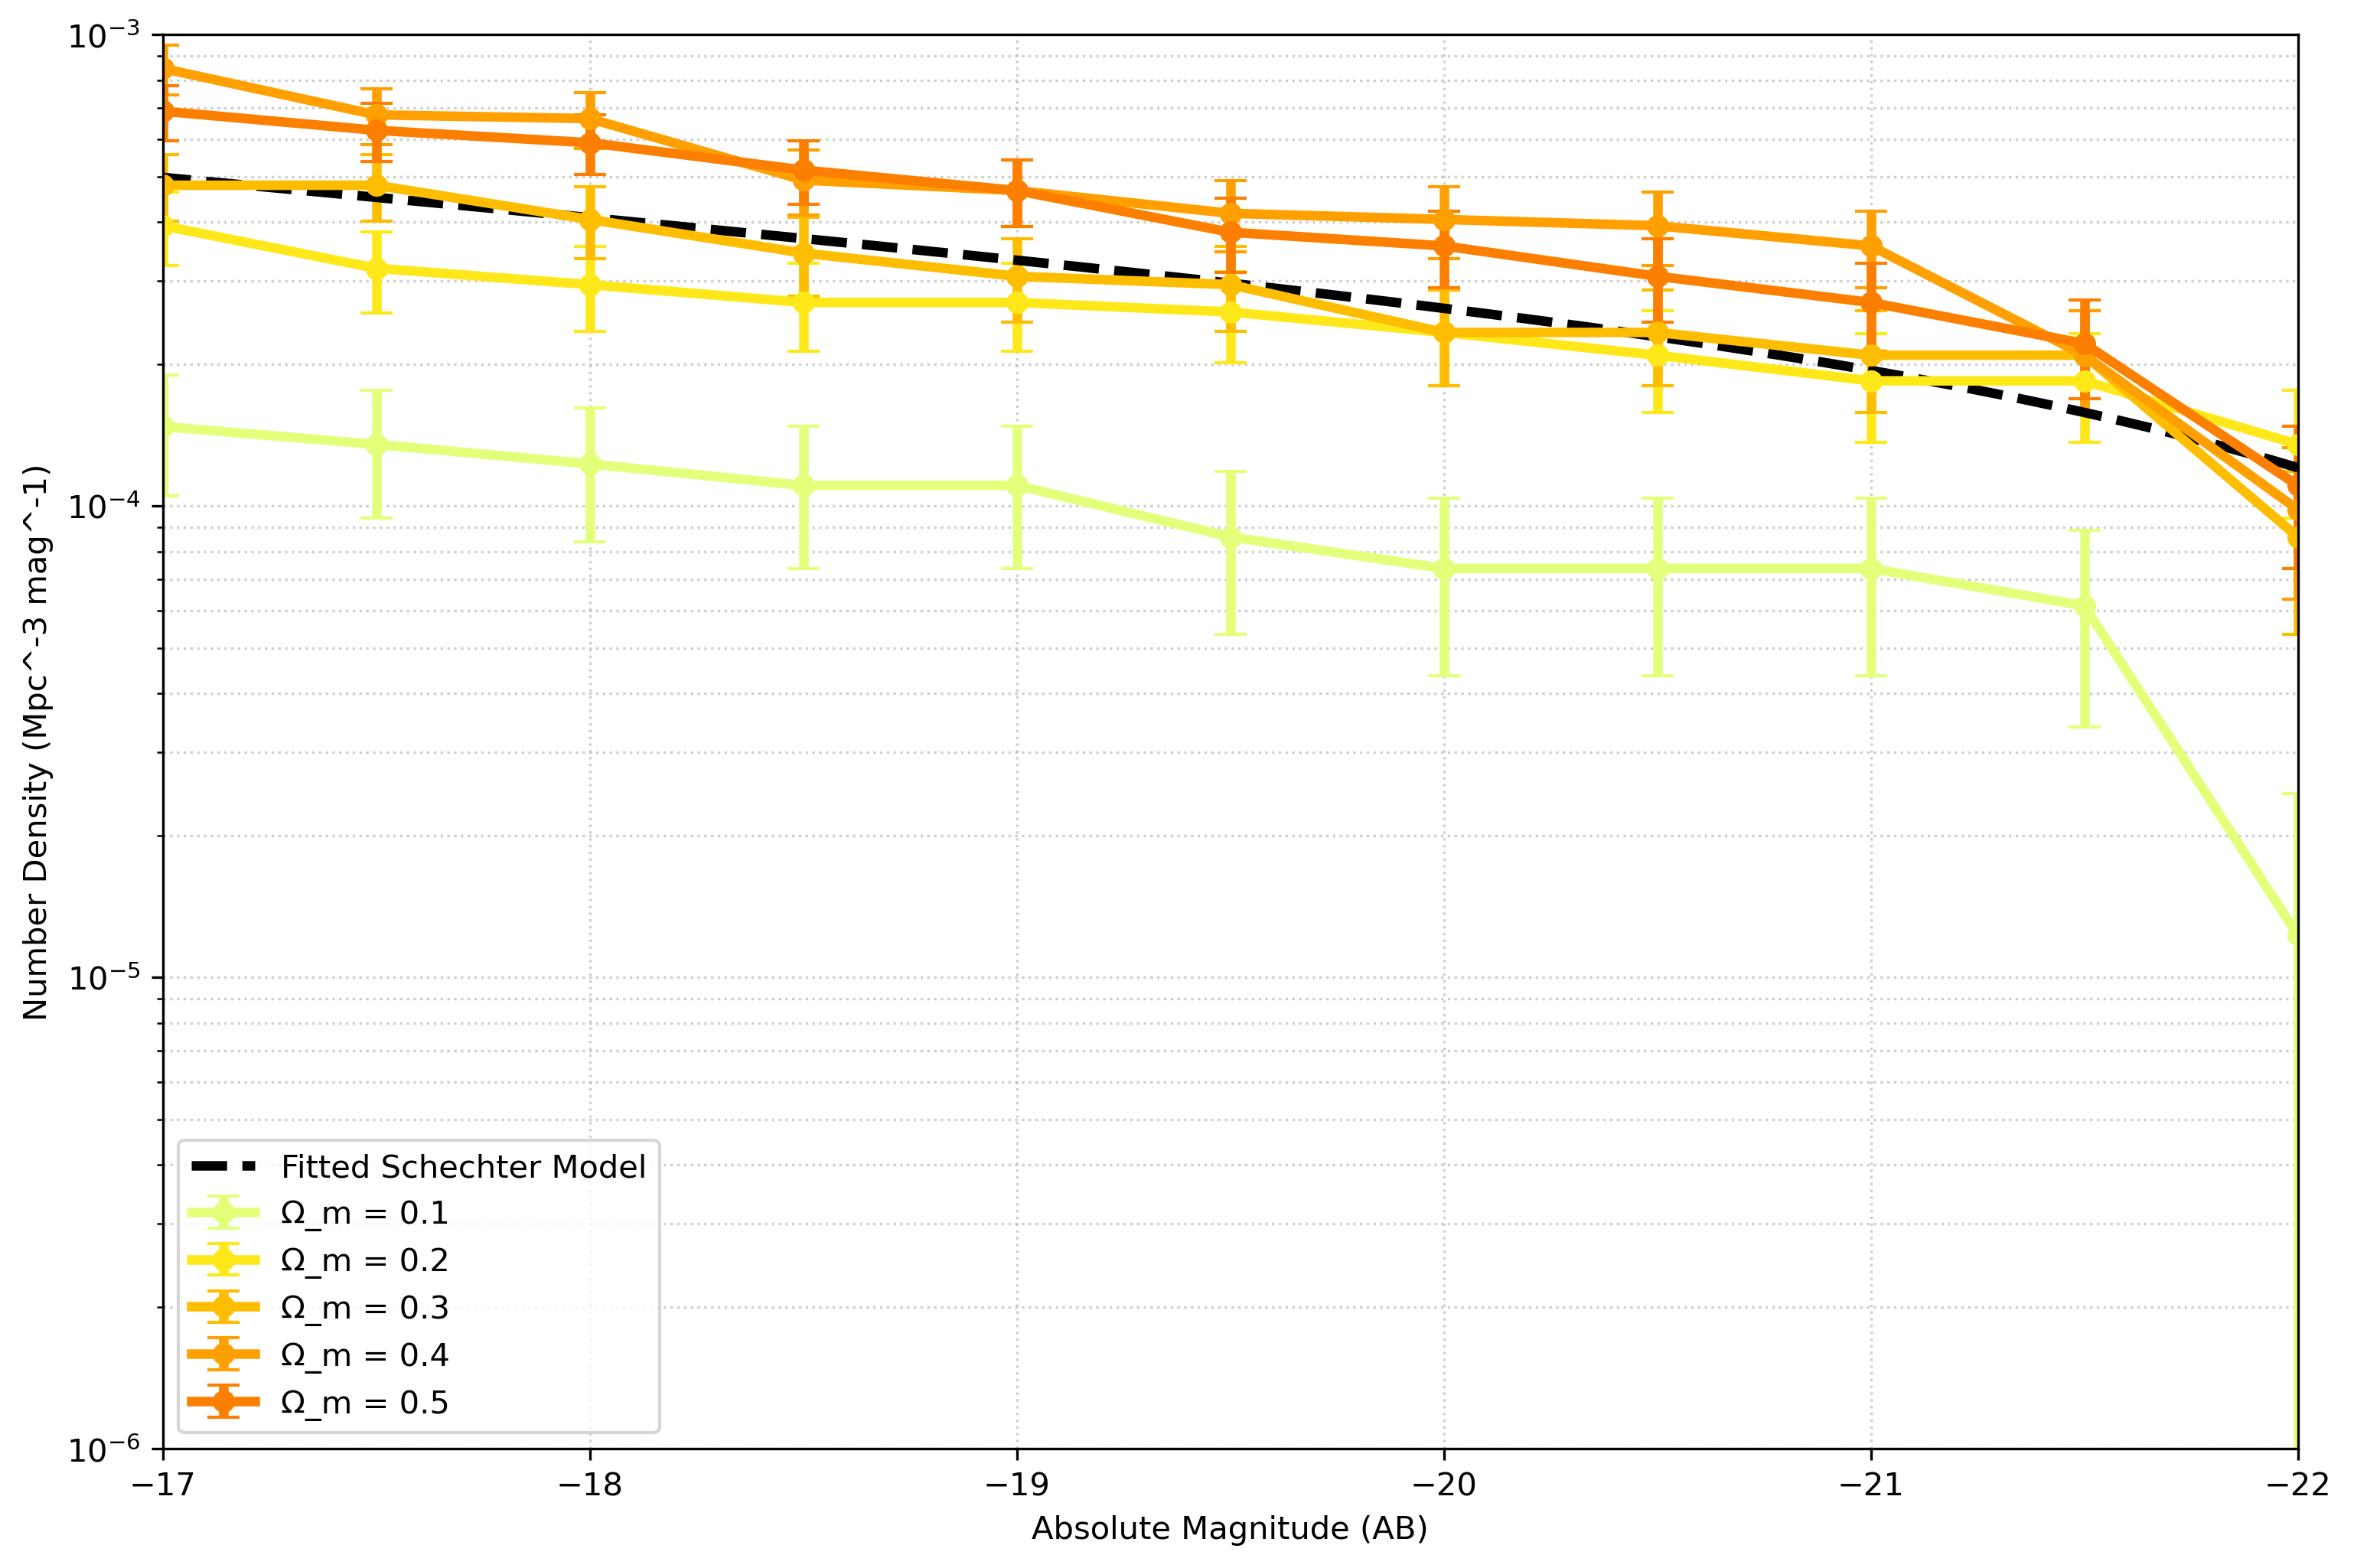 10⁻³
10⁻⁴
10⁻⁵
10⁻⁶
Number Density (Mpc^-3 mag^-1)
Fitted Schechter Model
Ω_m = 0.1
Ω_m = 0.2
Ω_m = 0.3
Ω_m = 0.4
Ω_m = 0.5
−17 −18 −19 −20 −21 −22
Absolute Magnitude (AB)